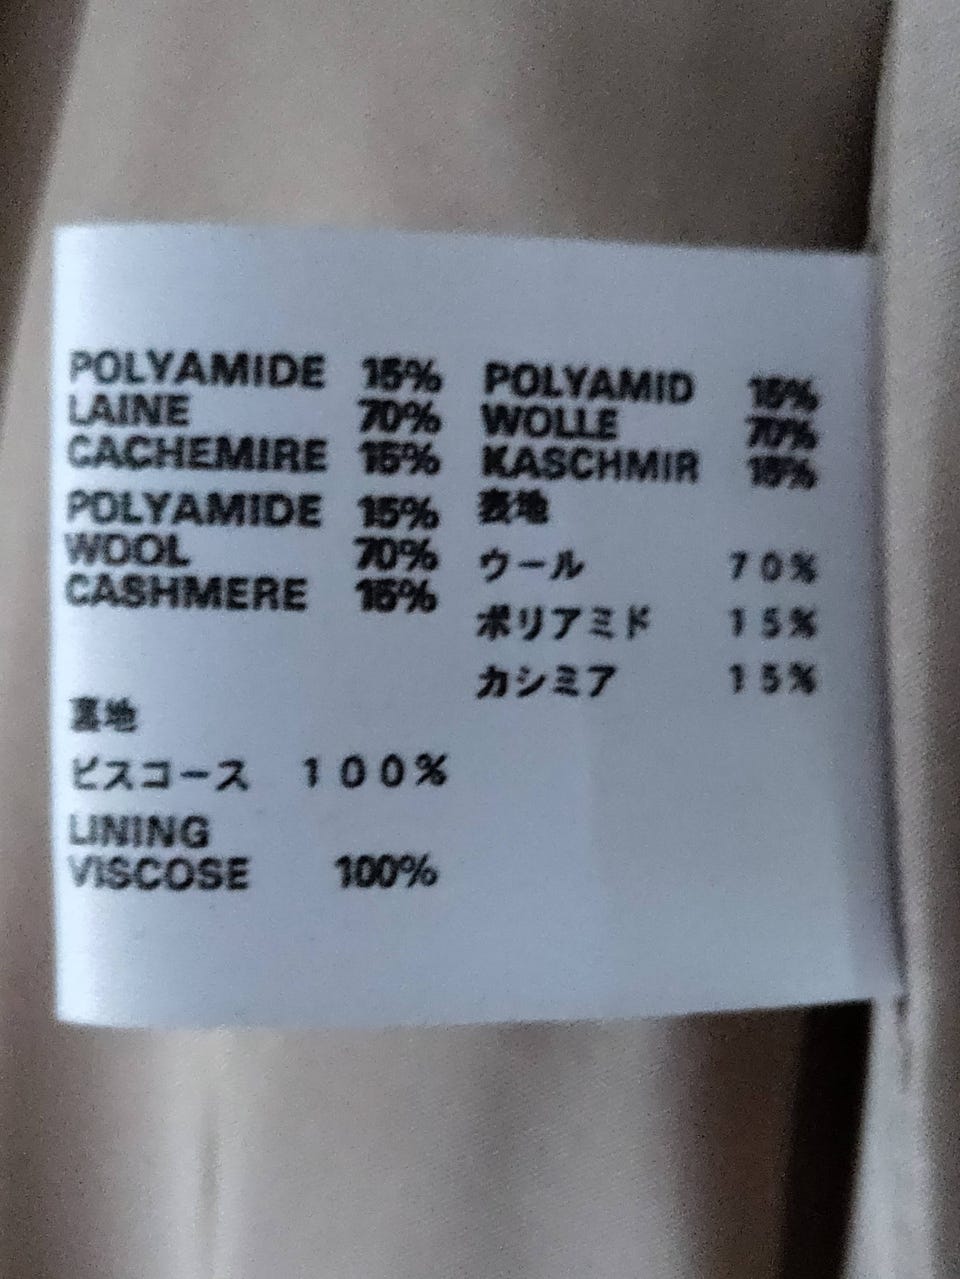 POLYAMIDE 15%
LAINE 70%
CACHEMIRE 15%
POLYAMIDE 15%
WOOL 70%
CASHMERE 15%
裏地
ビスコース 100%
LINING
VISCOSE 100%
POLYAMID 15%
WOLLE 70%
KASCHMIR 15%
表地
ウール 70%
ポリアミド 15%
カシミア 15%